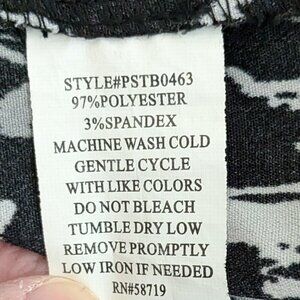 STYLE#PSTB0463
97%POLYESTER
3%SPANDEX
MACHINE WASH COLD
GENTLE CYCLE
WITH LIKE COLORS
DO NOT BLEACH
TUMBLE DRY LOW
REMOVE PROMPTLY
LOW IRON IF NEEDED
RN#58719